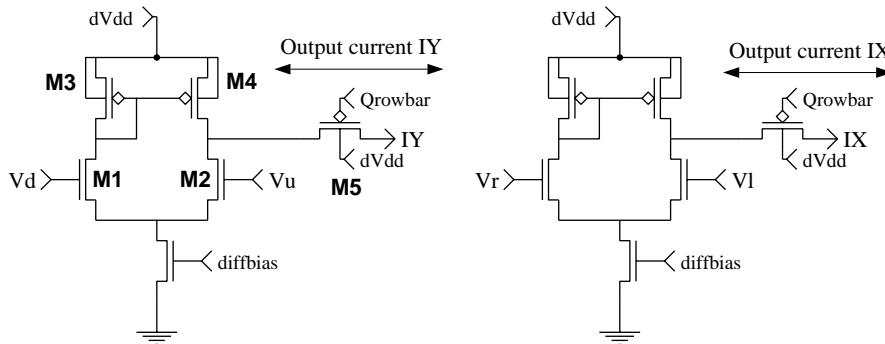 dVdd
Output current IY
M3
M4
Qrowbar
IY
dVdd
Vd
M1
M2
Vu
M5
diffbias
dVdd
Output current IX
Qrowbar
IX
dVdd
Vr
Vl
diffbias